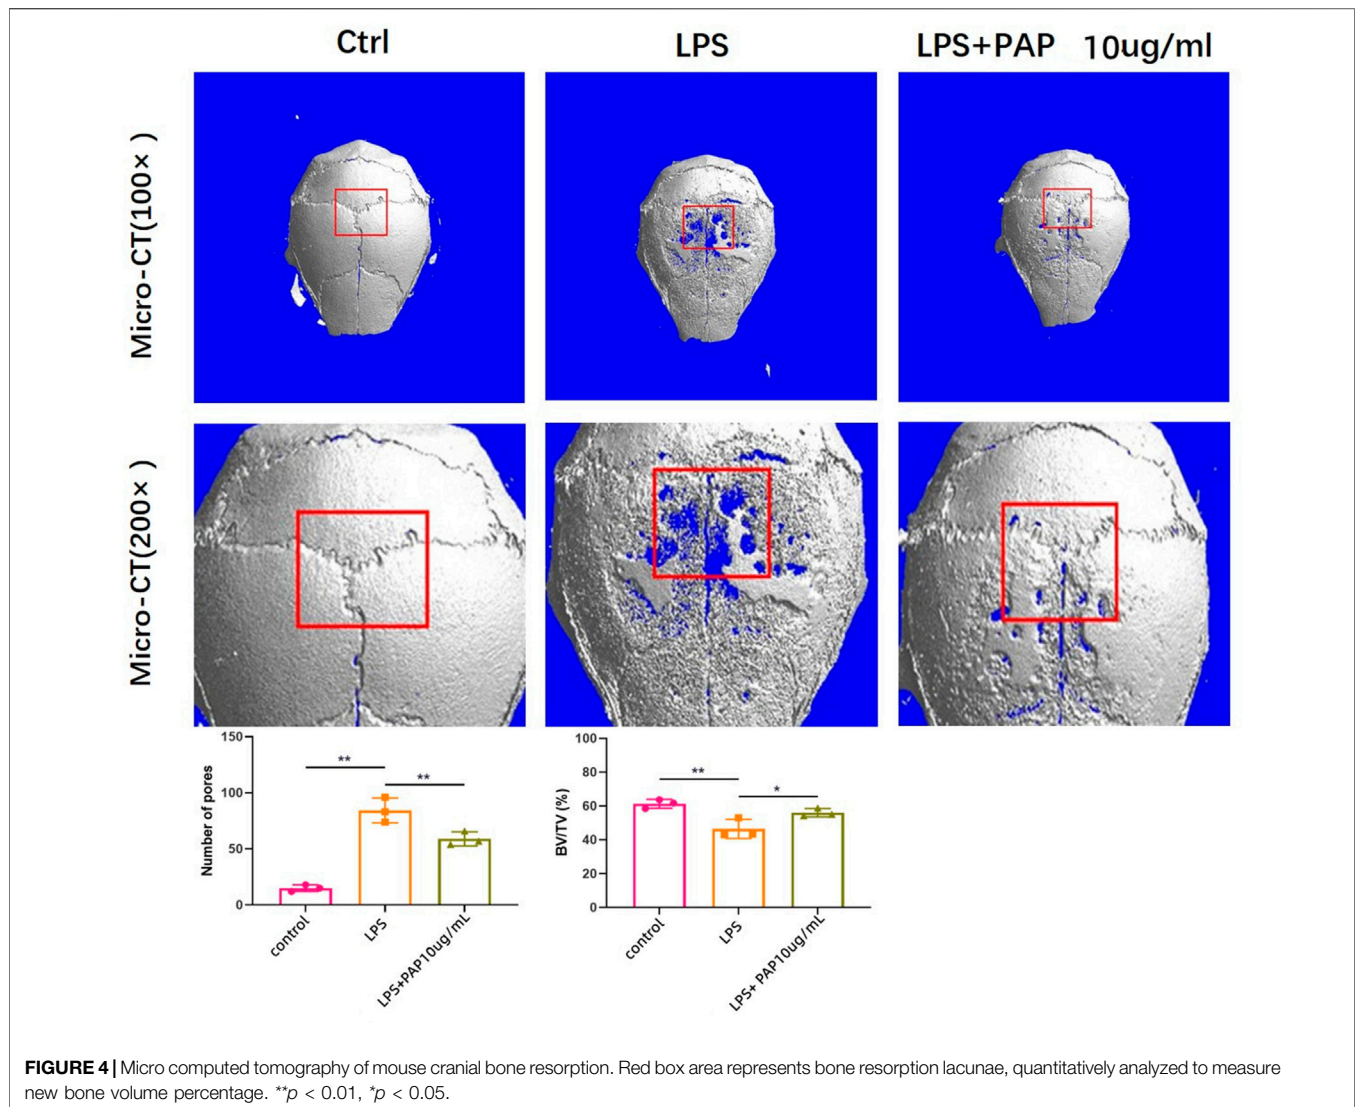 Ctrl
LPS
LPS+PAP 10ug/ml
Micro-CT(100×)
Micro-CT(200×)
Number of pores
150
100
50
0
**
**
control
LPS
LPS+PAP10ug/mL
BV/TV (%)
100
80
60
40
20
0
**
*
control
LPS
LPS+ PAP10ug/mL
FIGURE 4 | Micro computed tomography of mouse cranial bone resorption. Red box area represents bone resorption lacunae, quantitatively analyzed to measure
new bone volume percentage. **p < 0.01, *p < 0.05.